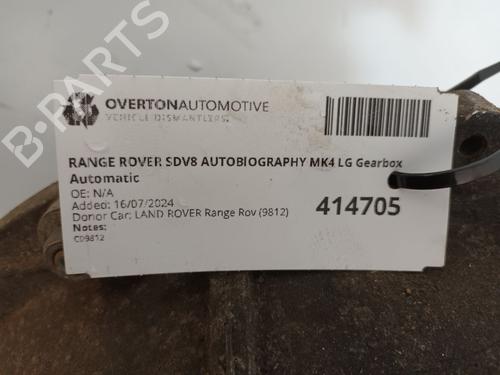 B-PARTS
OVERTONAUTOMOTIVE
VEHICLE DISMANTLERS
RANGE ROVER SDV8 AUTOBIOGRAPHY MK4 LG Gearbox
Automatic
OE: N/A
Added: 16/07/2024
Donor Car: LAND ROVER Range Rov (9812)
Notes:
C09812
414705